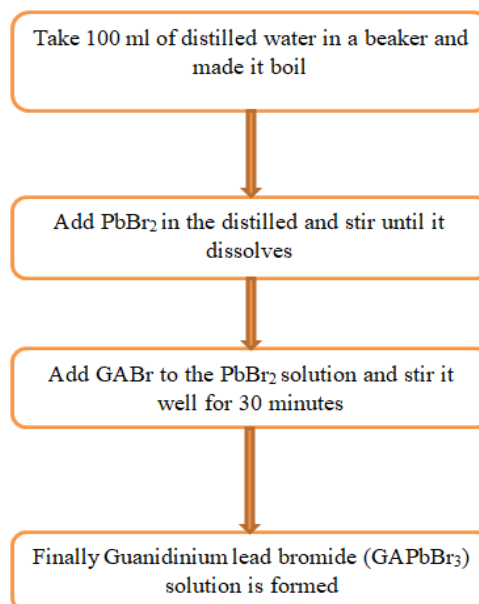 Take 100 ml of distilled water in a beaker and
made it boil
Add PbBr₂ in the distilled and stir until it
dissolves
Add GABr to the PbBr₂ solution and stir it
well for 30 minutes
Finally Guanidinium lead bromide (GAPbBr₃)
solution is formed